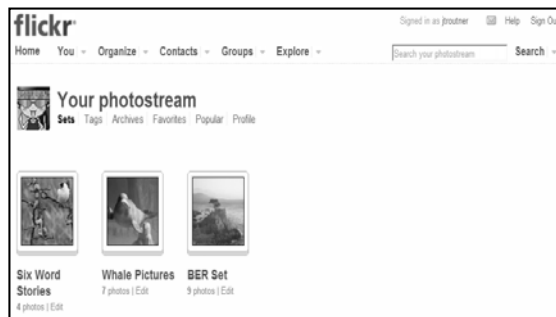 flickr
Signed in as jtroutner Help Sign Ou
Home You Organize Contacts Groups Explore Search your photostream Search
Your photostream
Sets Tags Archives Favorites Popular Profile
Six Word Stories
4 photos | Edit
Whale Pictures
7 photos | Edit
BER Set
9 photos | Edit